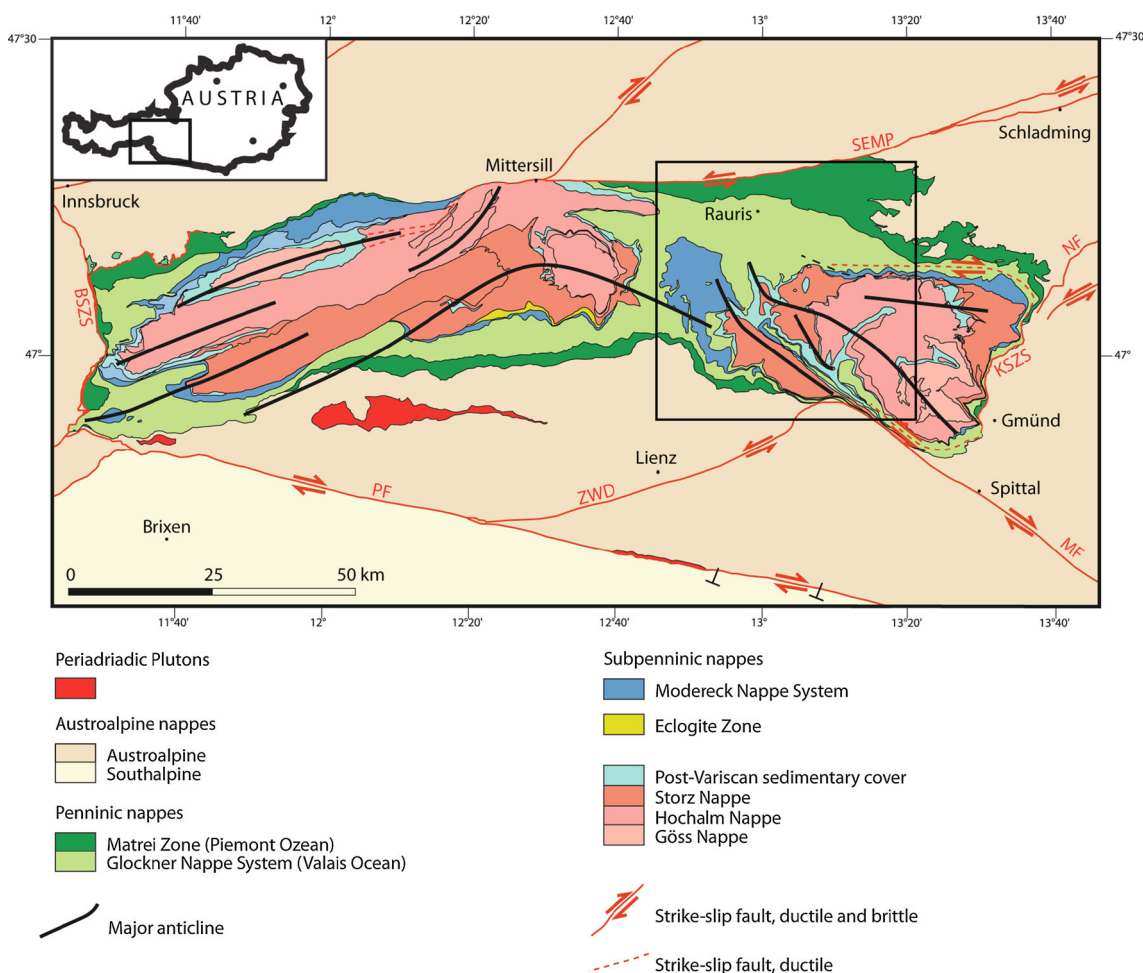 11°40' 12° 12°20' 12°40' 13° 13°20' 13°40'
47°30' 47°30'
AUSTRIA
Schladming
SEMP
Mittersill
Innsbruck
Rauris
NF
BSZS
47° 47°
KSZS
Gmünd
Lienz
Spittal
PF
ZWD
Brixen
MF
0 25 50 km
11°40' 12° 12°20' 12°40' 13° 13°20' 13°40'
Periadriadic Plutons
Austroalpine nappes
Austroalpine
Southalpine
Penninic nappes
Matrei Zone (Piemont Ozean)
Glockner Nappe System (Valais Ocean)
Major anticline
Subpenninic nappes
Modereck Nappe System
Eclogite Zone
Post-Variscan sedimentary cover
Storz Nappe
Hochalm Nappe
Göss Nappe
Strike-slip fault, ductile and brittle
Strike-slip fault, ductile